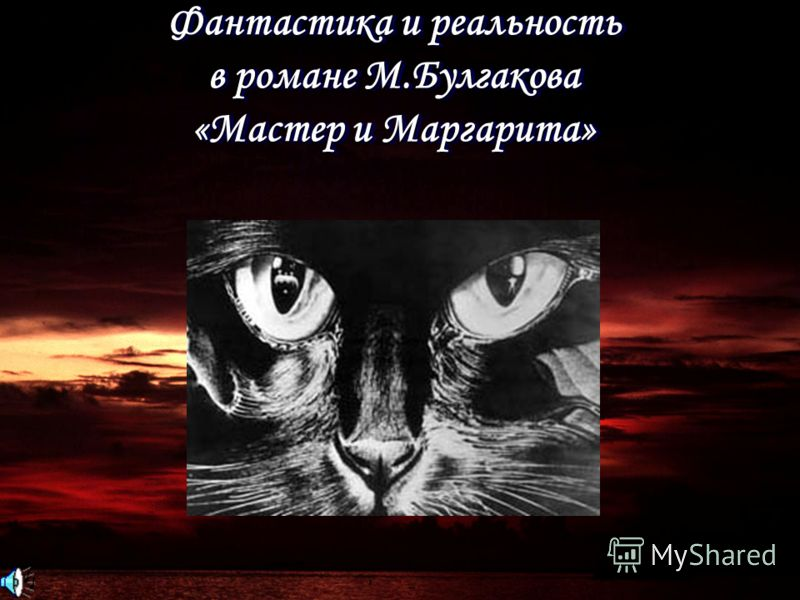 Фантастика и реальность
в романе М.Булгакова
«Мастер и Маргарита»
MyShared